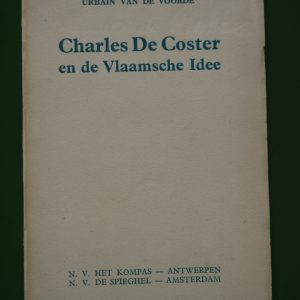 URBAIN VAN DE VOORDE
Charles De Coster
en de Vlaamsche Idee
N. V. HET KOMPAS — ANTWERPEN
N. V. DE SPIEGHEL — AMSTERDAM